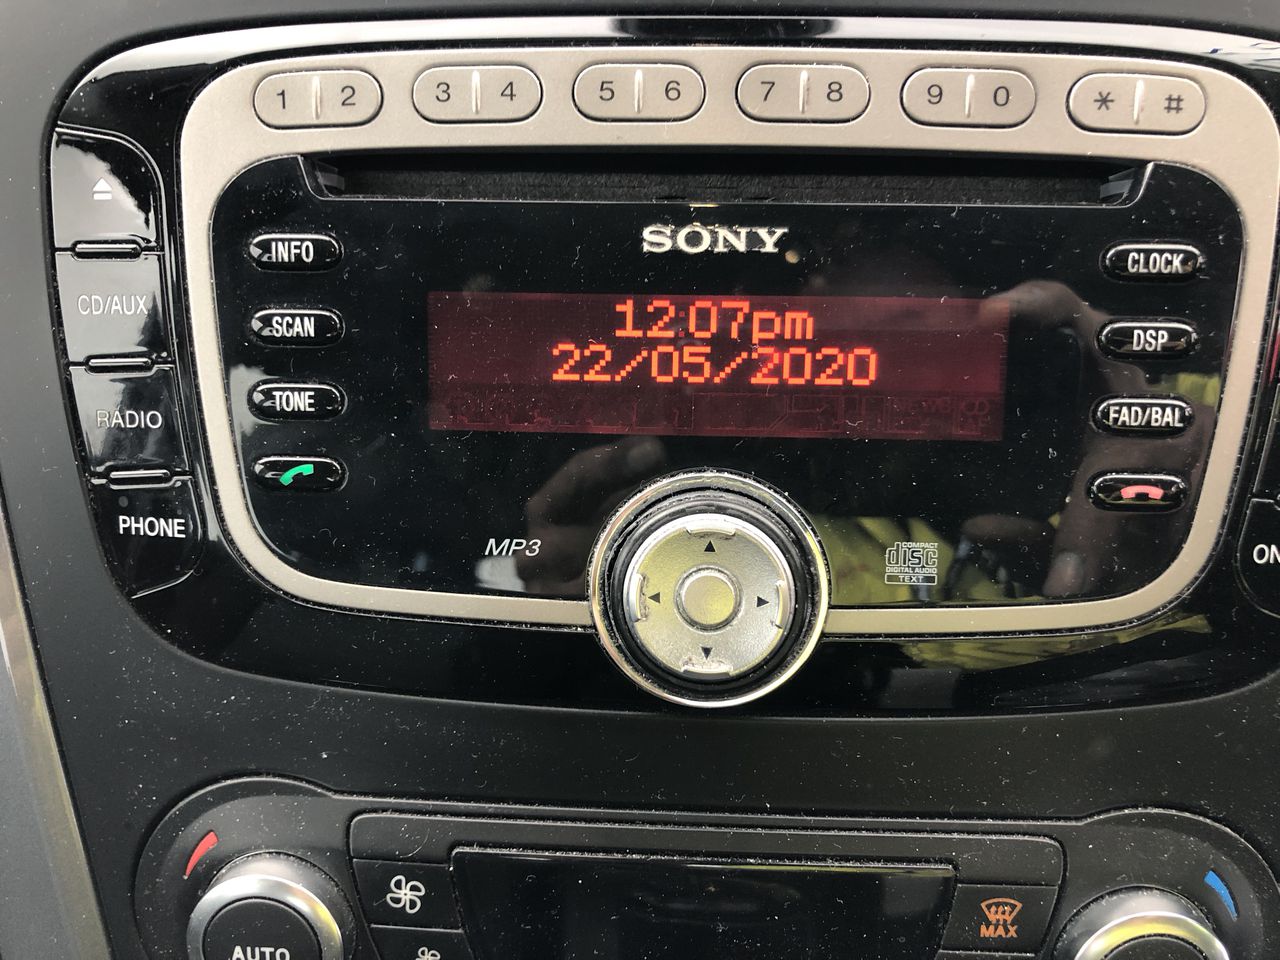 1 2 3 4 5 6 7 8 9 0 * #
SONY
INFO
CLOCK
12:07pm
CD/AUX
SCAN
DSP
22/05/2020
TONE
RADIO
FAD/BAL
PHONE
MP3
COMPACT
disc
DIGITAL AUDIO
TEXT
ON
AUTO
MAX